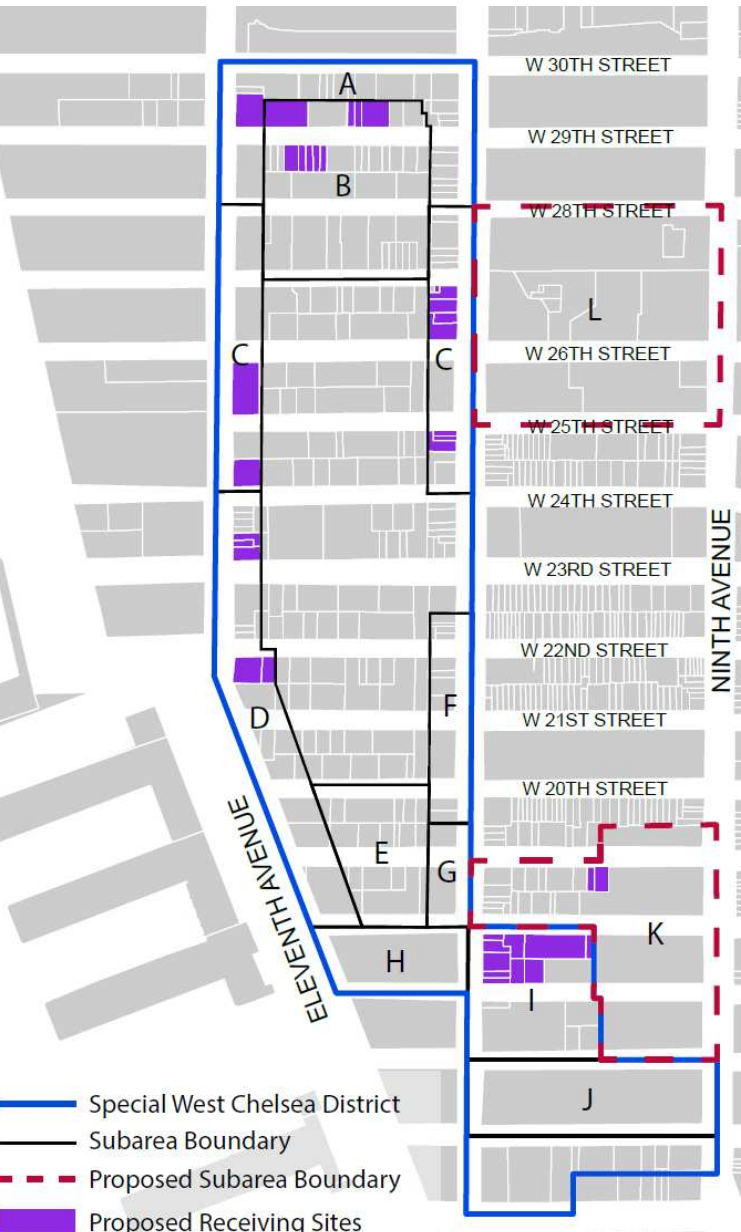 W 30TH STREET
A
W 29TH STREET
B
W 28TH STREET
L
C
C
W 26TH STREET
W 25TH STREET
W 24TH STREET
NINTH AVENUE
W 23RD STREET
W 22ND STREET
F
D
W 21ST STREET
W 20TH STREET
ELEVENTH AVENUE
E
G
K
H
I
J
Special West Chelsea District
Subarea Boundary
Proposed Subarea Boundary
Proposed Receiving Sites